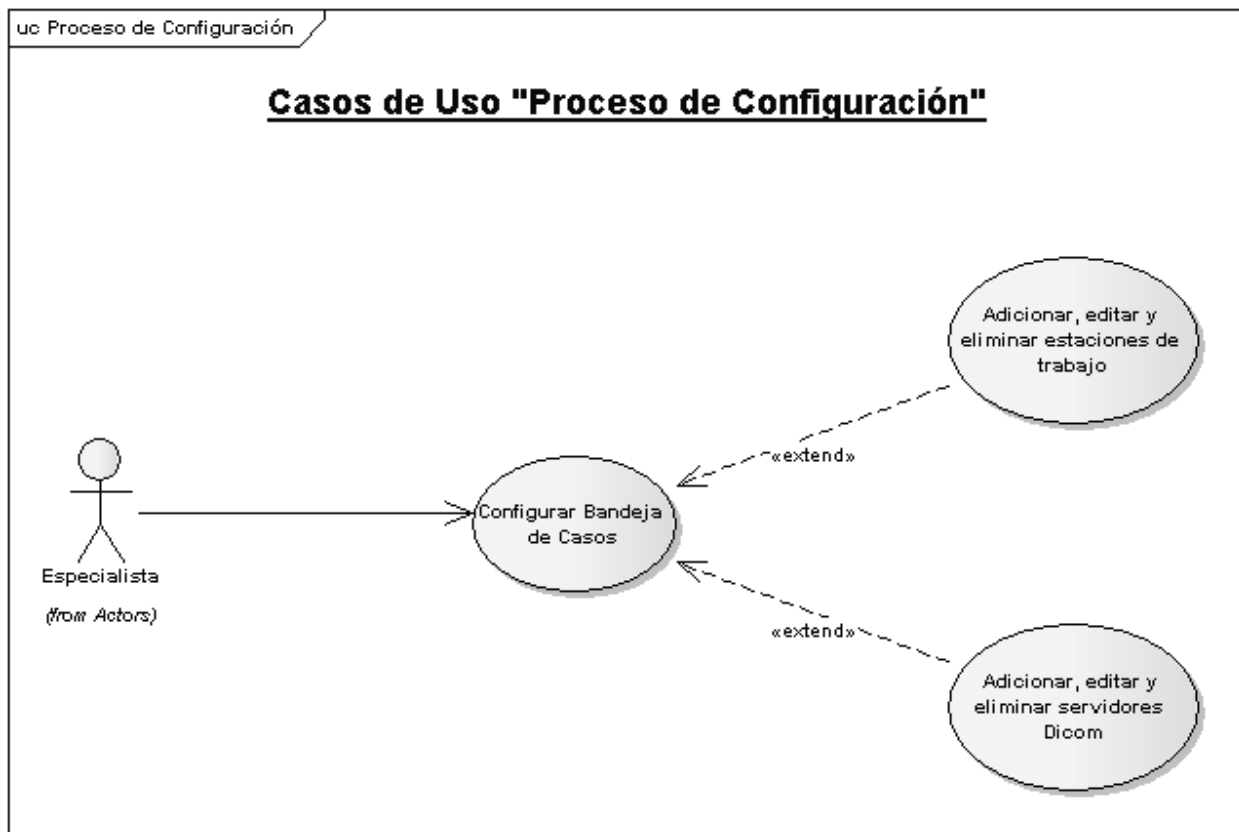 uc Proceso de Configuración
Casos de Uso "Proceso de Configuración"
Adicionar, editar y
eliminar estaciones de
trabajo
«extend»
Configurar Bandeja
de Casos
Especialista
(from Actors)
«extend»
Adicionar, editar y
eliminar servidores
Dicom